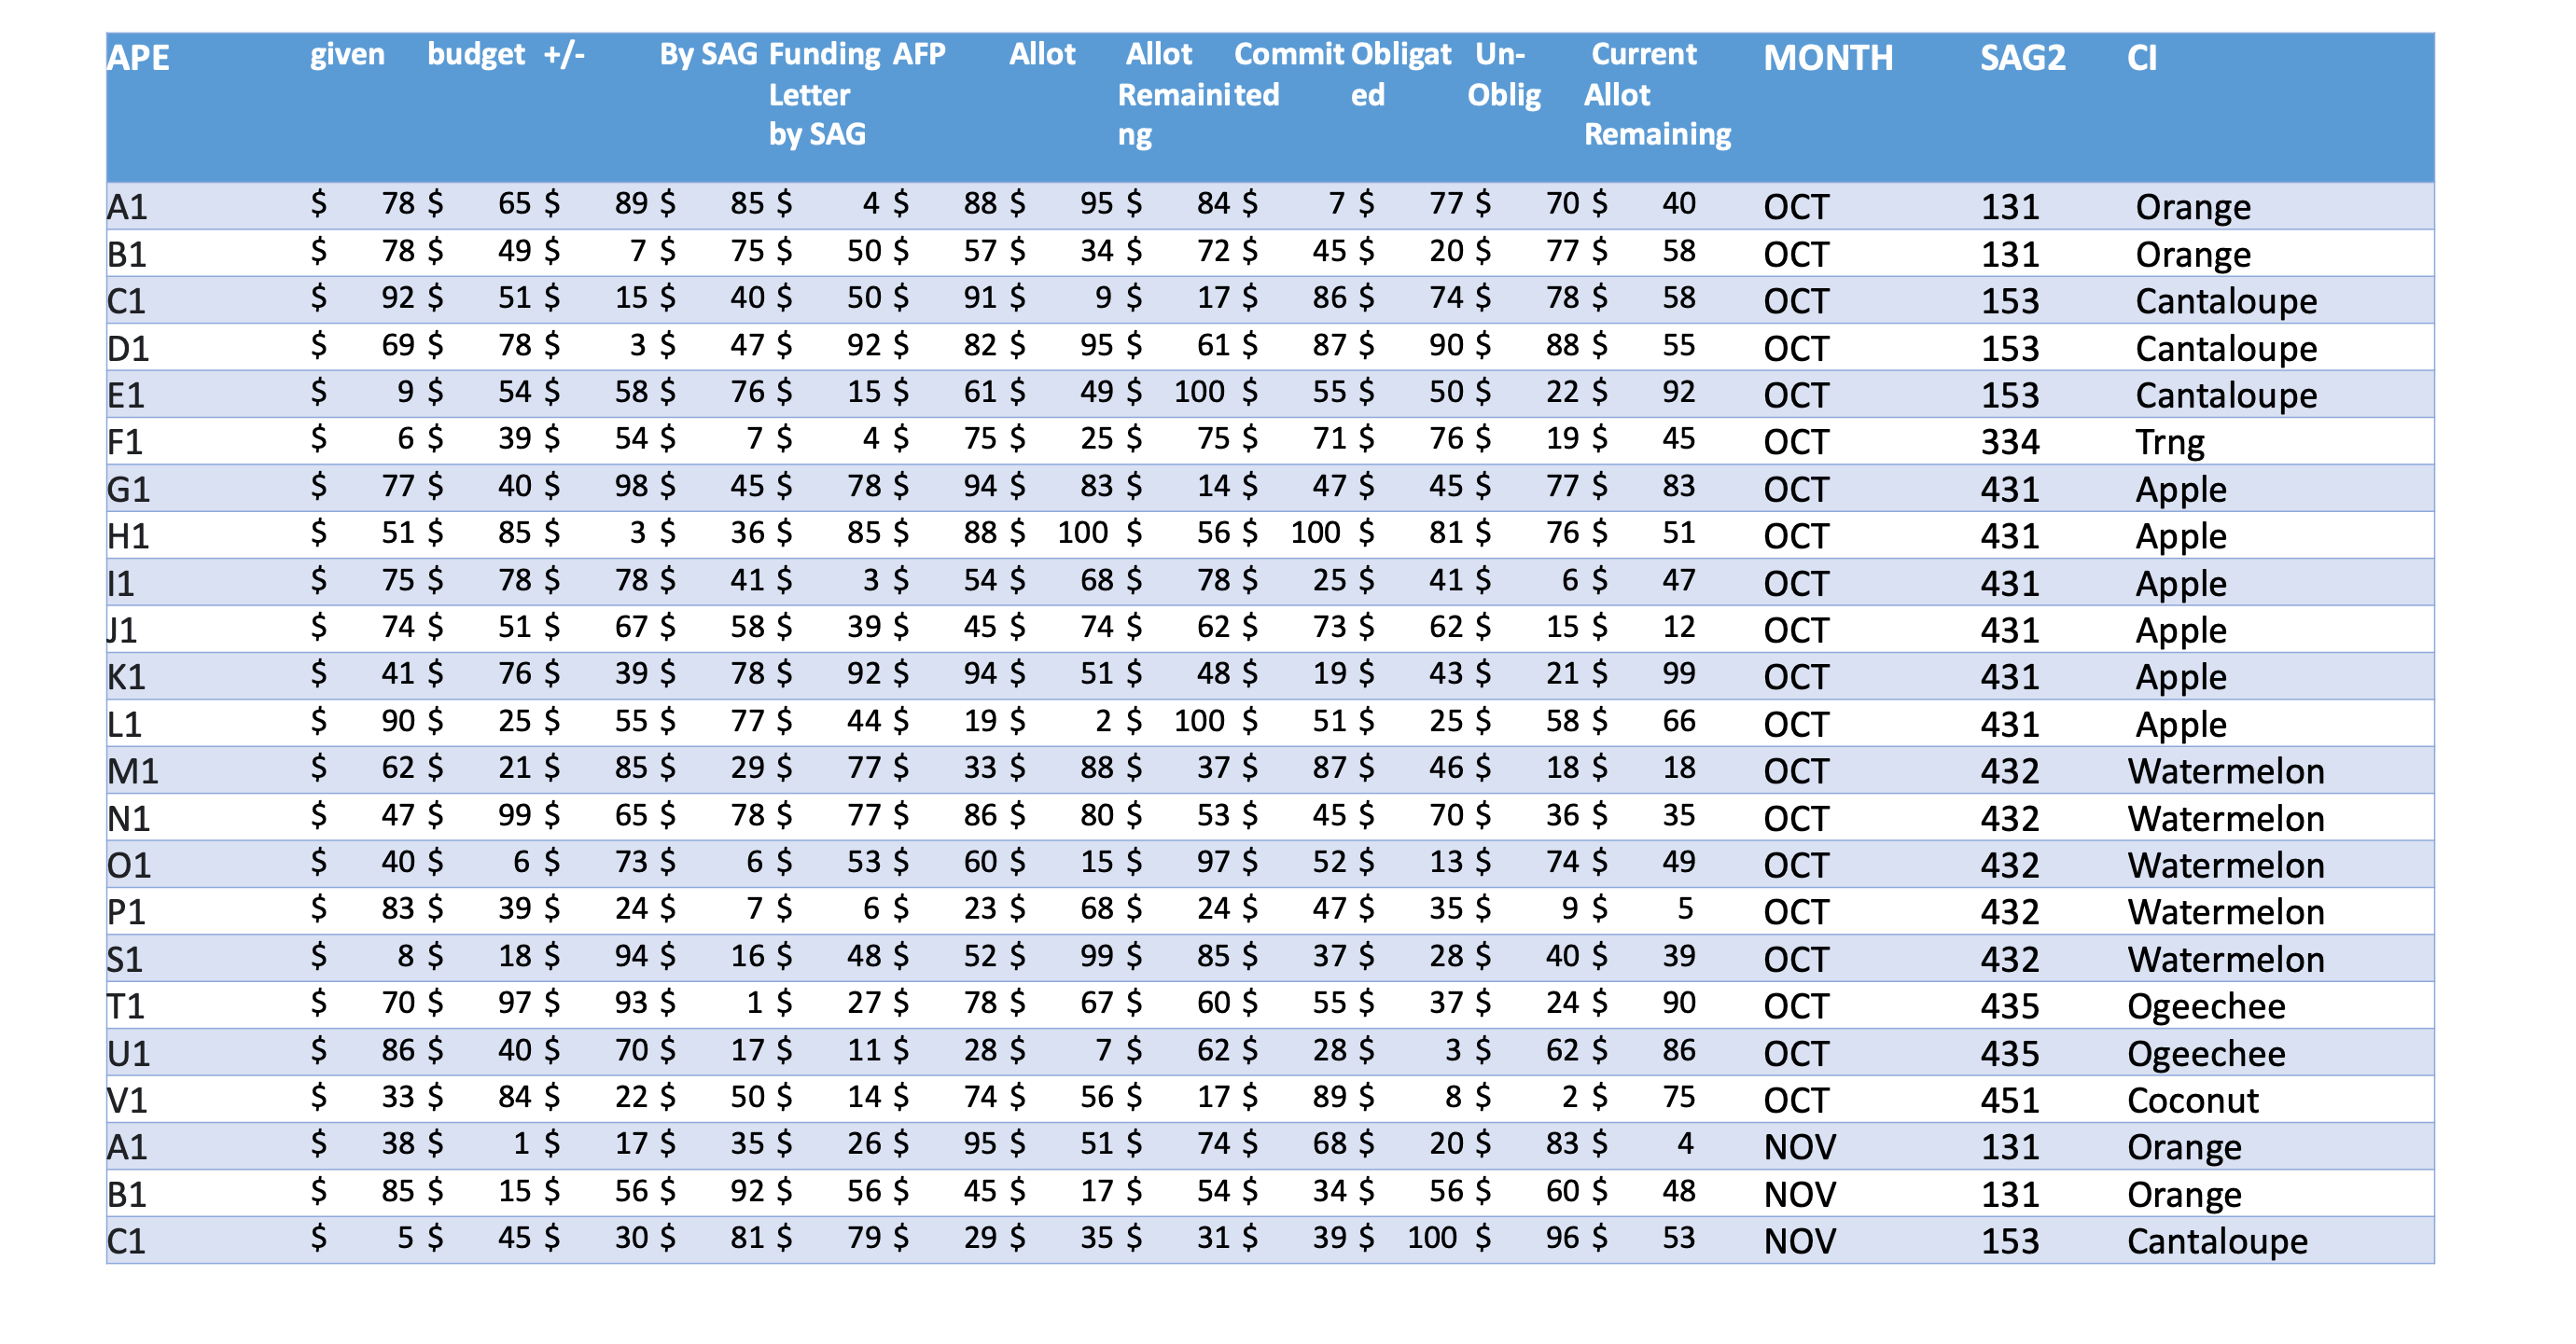 APE given budget +/- By SAG Funding AFP Allot Allot Commit Obligat Un- Current MONTH SAG2 CI
Letter Remaini ted ed Oblig Allot
by SAG ng Remaining
A1 $ 78 $ 65 $ 89 $ 85 $ 4 $ 88 $ 95 $ 84 $ 7 $ 77 $ 70 $ 40 OCT 131 Orange
B1 $ 78 $ 49 $ 7 $ 75 $ 50 $ 57 $ 34 $ 72 $ 45 $ 20 $ 77 $ 58 OCT 131 Orange
C1 $ 92 $ 51 $ 15 $ 40 $ 50 $ 91 $ 9 $ 17 $ 86 $ 74 $ 78 $ 58 OCT 153 Cantaloupe
D1 $ 69 $ 78 $ 3 $ 47 $ 92 $ 82 $ 95 $ 61 $ 87 $ 90 $ 88 $ 55 OCT 153 Cantaloupe
E1 $ 9 $ 54 $ 58 $ 76 $ 15 $ 61 $ 49 $ 100 $ 55 $ 50 $ 22 $ 92 OCT 153 Cantaloupe
F1 $ 6 $ 39 $ 54 $ 7 $ 4 $ 75 $ 25 $ 75 $ 71 $ 76 $ 19 $ 45 OCT 334 Trng
G1 $ 77 $ 40 $ 98 $ 45 $ 78 $ 94 $ 83 $ 14 $ 47 $ 45 $ 77 $ 83 OCT 431 Apple
H1 $ 51 $ 85 $ 3 $ 36 $ 85 $ 88 $ 100 $ 56 $ 100 $ 81 $ 76 $ 51 OCT 431 Apple
I1 $ 75 $ 78 $ 78 $ 41 $ 3 $ 54 $ 68 $ 78 $ 25 $ 41 $ 6 $ 47 OCT 431 Apple
J1 $ 74 $ 51 $ 67 $ 58 $ 39 $ 45 $ 74 $ 62 $ 73 $ 62 $ 15 $ 12 OCT 431 Apple
K1 $ 41 $ 76 $ 39 $ 78 $ 92 $ 94 $ 51 $ 48 $ 19 $ 43 $ 21 $ 99 OCT 431 Apple
L1 $ 90 $ 25 $ 55 $ 77 $ 44 $ 19 $ 2 $ 100 $ 51 $ 25 $ 58 $ 66 OCT 431 Apple
M1 $ 62 $ 21 $ 85 $ 29 $ 77 $ 33 $ 88 $ 37 $ 87 $ 46 $ 18 $ 18 OCT 432 Watermelon
N1 $ 47 $ 99 $ 65 $ 78 $ 77 $ 86 $ 80 $ 53 $ 45 $ 70 $ 36 $ 35 OCT 432 Watermelon
O1 $ 40 $ 6 $ 73 $ 6 $ 53 $ 60 $ 15 $ 97 $ 52 $ 13 $ 74 $ 49 OCT 432 Watermelon
P1 $ 83 $ 39 $ 24 $ 7 $ 6 $ 23 $ 68 $ 24 $ 47 $ 35 $ 9 $ 5 OCT 432 Watermelon
S1 $ 8 $ 18 $ 94 $ 16 $ 48 $ 52 $ 99 $ 85 $ 37 $ 28 $ 40 $ 39 OCT 432 Watermelon
T1 $ 70 $ 97 $ 93 $ 1 $ 27 $ 78 $ 67 $ 60 $ 55 $ 37 $ 24 $ 90 OCT 435 Ogeechee
U1 $ 86 $ 40 $ 70 $ 17 $ 11 $ 28 $ 7 $ 62 $ 28 $ 3 $ 62 $ 86 OCT 435 Ogeechee
V1 $ 33 $ 84 $ 22 $ 50 $ 14 $ 74 $ 56 $ 17 $ 89 $ 8 $ 2 $ 75 OCT 451 Coconut
A1 $ 38 $ 1 $ 17 $ 35 $ 26 $ 95 $ 51 $ 74 $ 68 $ 20 $ 83 $ 4 NOV 131 Orange
B1 $ 85 $ 15 $ 56 $ 92 $ 56 $ 45 $ 17 $ 54 $ 34 $ 56 $ 60 $ 48 NOV 131 Orange
C1 $ 5 $ 45 $ 30 $ 81 $ 79 $ 29 $ 35 $ 31 $ 39 $ 100 $ 96 $ 53 NOV 153 Cantaloupe